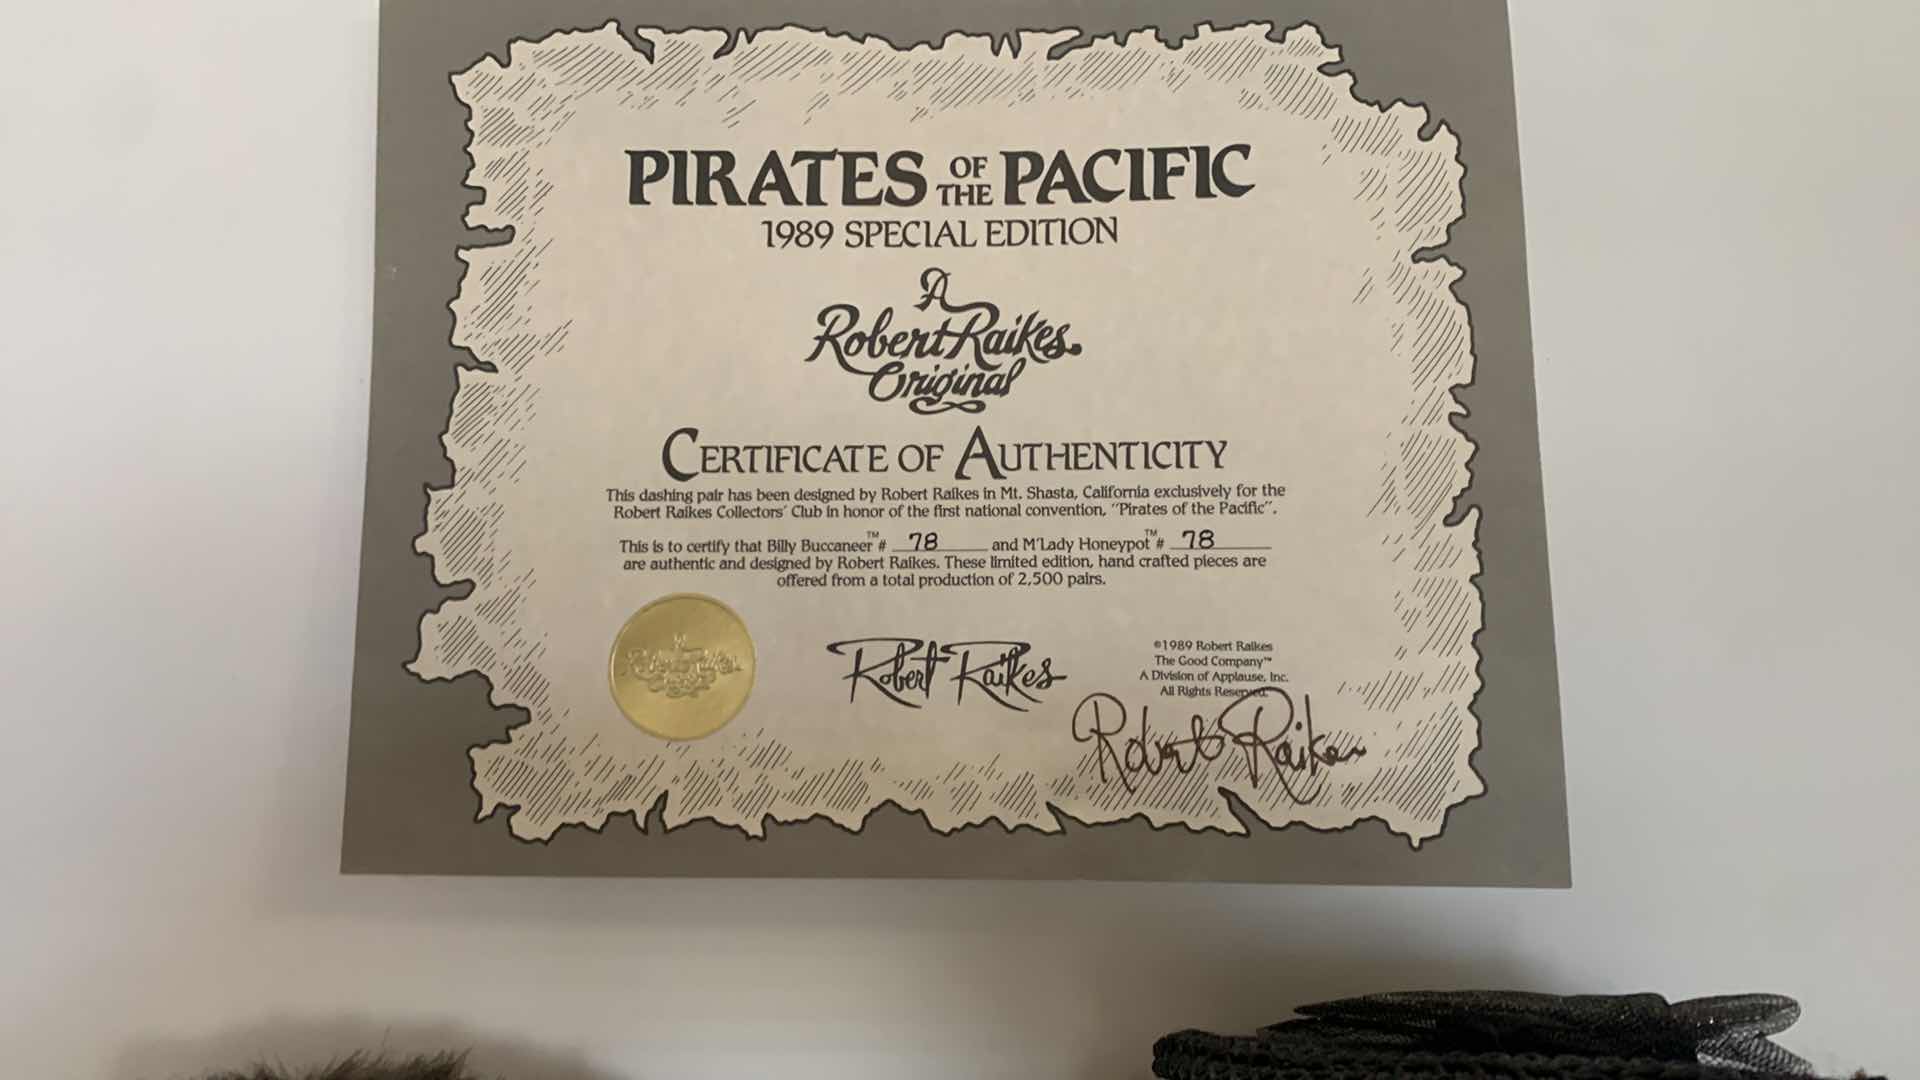 PIRATES OF THE PACIFIC
1989 SPECIAL EDITION
A
Robert Raikes
Original
CERTIFICATE OF AUTHENTICITY
This dashing pair has been designed by Robert Raikes in Mt. Shasta, California exclusively for the
Robert Raikes Collectors' Club in honor of the first national convention, "Pirates of the Pacific".
This is to certify that Billy Buccaneer™ # 78 and M'Lady Honeypot™ # 78
are authentic and designed by Robert Raikes. These limited edition, hand crafted pieces are
offered from a total production of 2,500 pairs.
A
Robert Raikes
Original
Robert Raikes
©1989 Robert Raikes
The Good Company™
A Division of Applause, Inc.
All Rights Reserved.
Robert Raikes